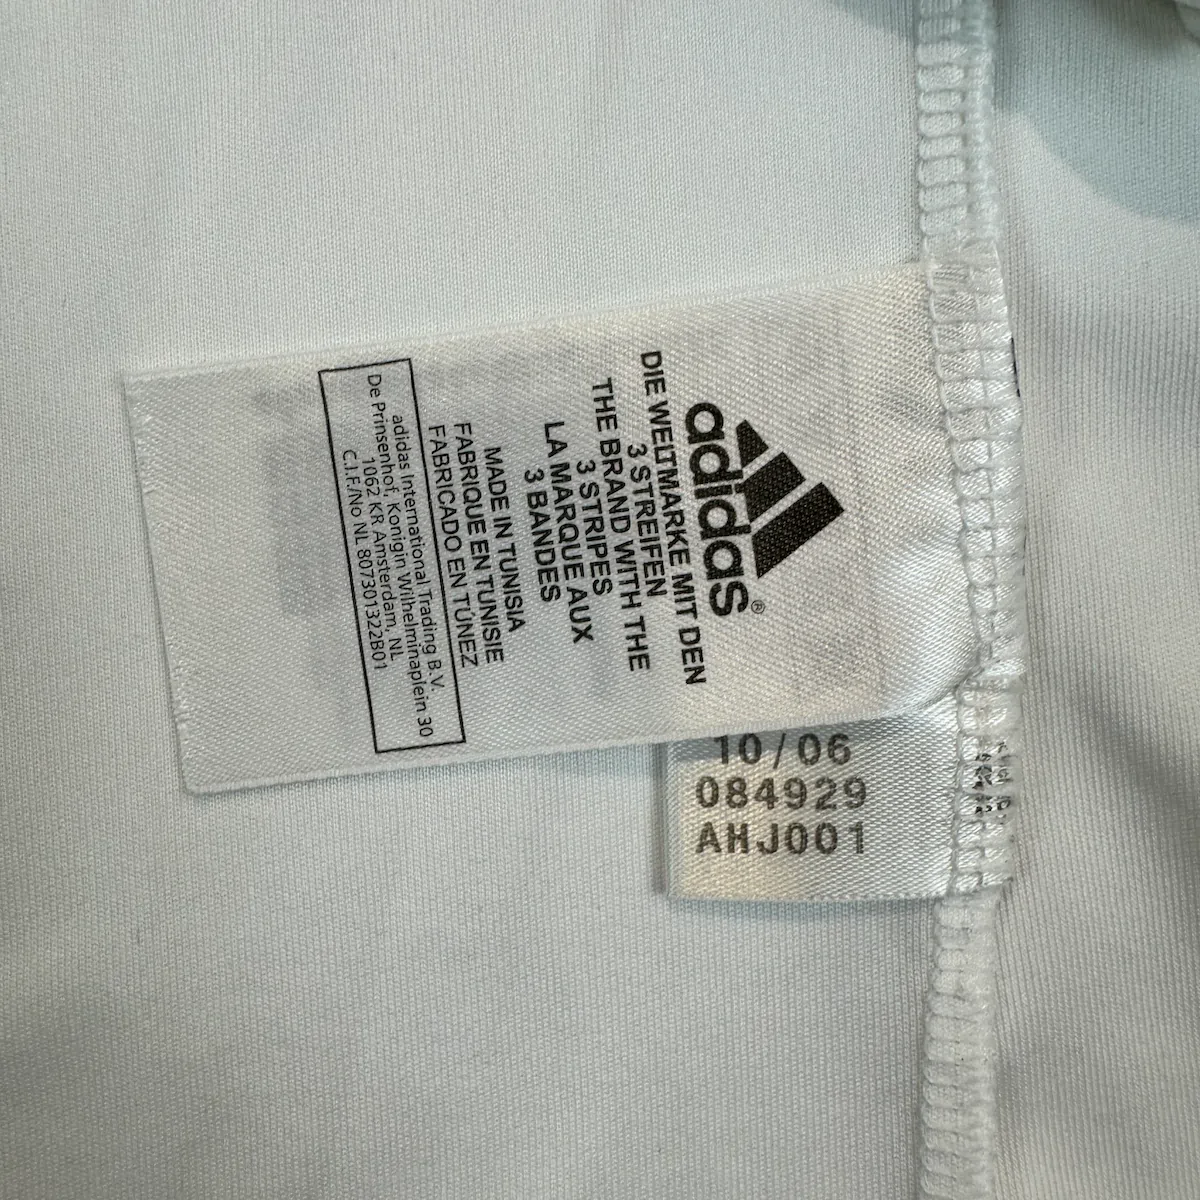 adidas®
DIE WELTMARKE MIT DEN
3 STREIFEN
THE BRAND WITH THE
3 STRIPES
LA MARQUE AUX
3 BANDES
MADE IN TUNISIA
FABRIQUE EN TUNISIE
FABRICADO EN TÚNEZ
adidas International Trading B.V.
De Prinsenhof, Konigin Wilhelminaplein 30
1062 KR Amsterdam, NL
C.I.F./No NL 807301322B01
10/06
084929
AHJ001